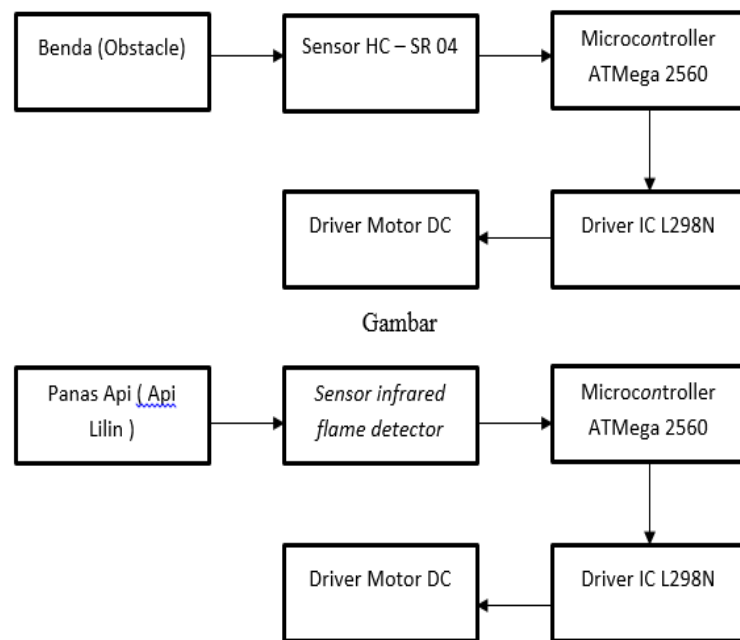 Benda (Obstacle)
Sensor HC – SR 04
Microcontroller
ATMega 2560
Driver Motor DC
Driver IC L298N
Gambar
Panas Api ( Api
Lilin )
Sensor infrared
flame detector
Microcontroller
ATMega 2560
Driver Motor DC
Driver IC L298N